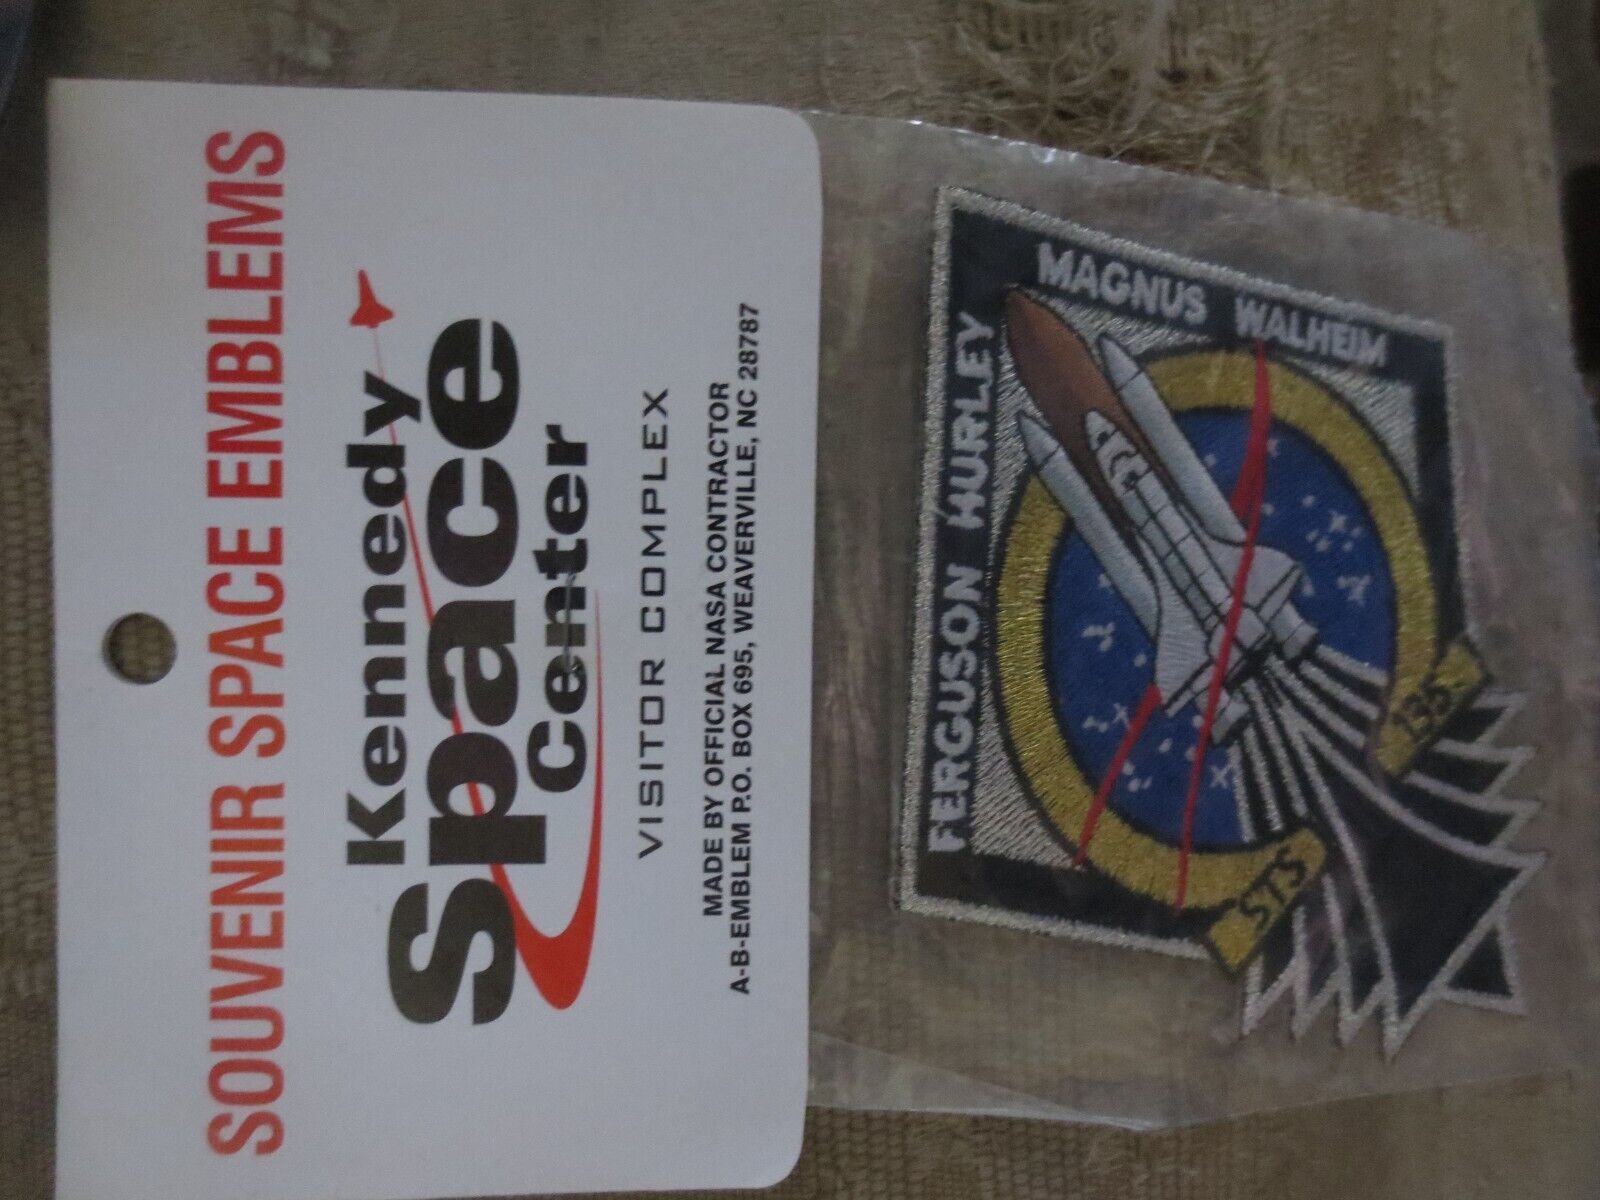 SOUVENIR SPACE EMBLEMS
Kennedy
Space
Center
VISITOR COMPLEX
MADE BY OFFICIAL NASA CONTRACTOR
A-B-EMBLEM P.O. BOX 695, WEAVERVILLE, NC 28787
FERGUSON HURLEY
MAGNUS WALHEIM
STS
135